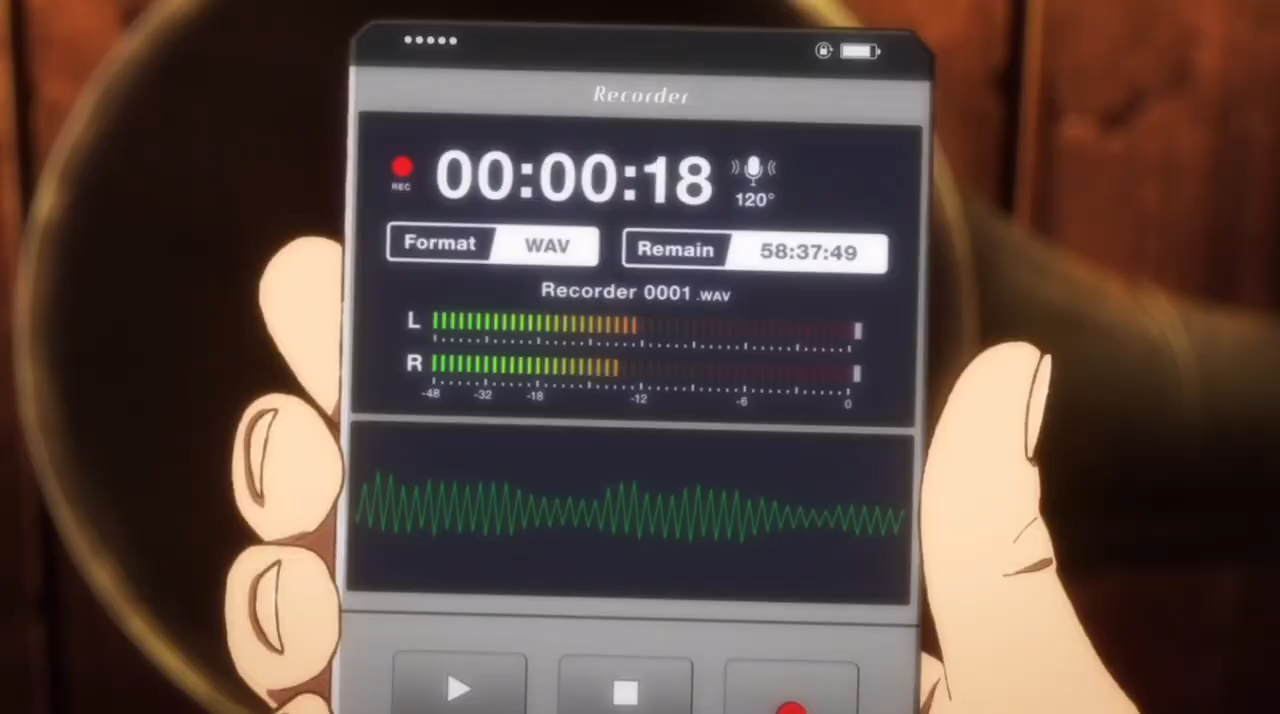 Recorder
REC
00:00:18
120°
Format WAV
Remain 58:37:49
Recorder 0001.WAV
L
R
-48 -32 -18 -12 -6 0